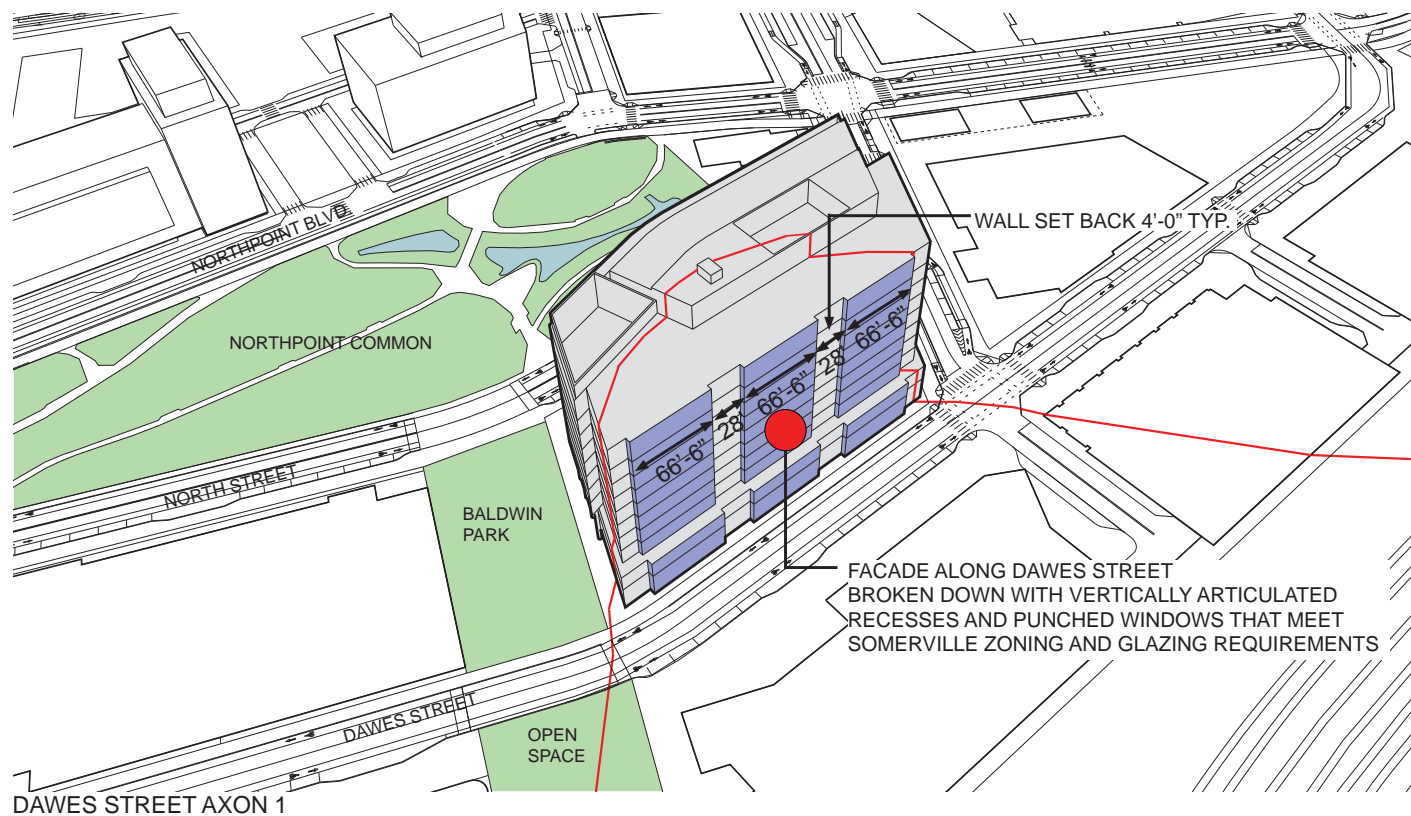 NORTHPOINT BLVD
WALL SET BACK 4'-0" TYP.
NORTHPOINT COMMON
66'-6"
28'
66'-6"
28'
66'-6"
NORTH STREET
BALDWIN
PARK
FACADE ALONG DAWES STREET
BROKEN DOWN WITH VERTICALLY ARTICULATED
RECESSES AND PUNCHED WINDOWS THAT MEET
SOMERVILLE ZONING AND GLAZING REQUIREMENTS
DAWES STREET
OPEN
SPACE
DAWES STREET AXON 1